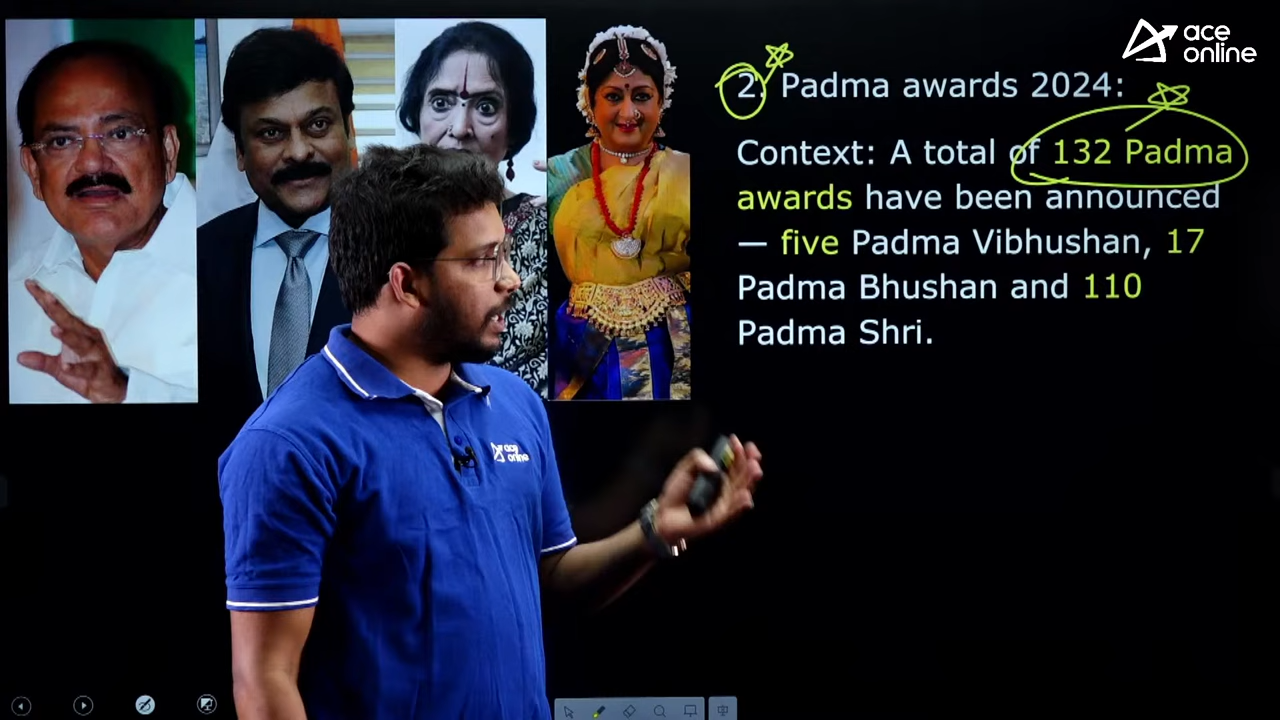 ace
online
2. Padma awards 2024:
Context: A total of 132 Padma
awards have been announced
— five Padma Vibhushan, 17
Padma Bhushan and 110
Padma Shri.
ace
online